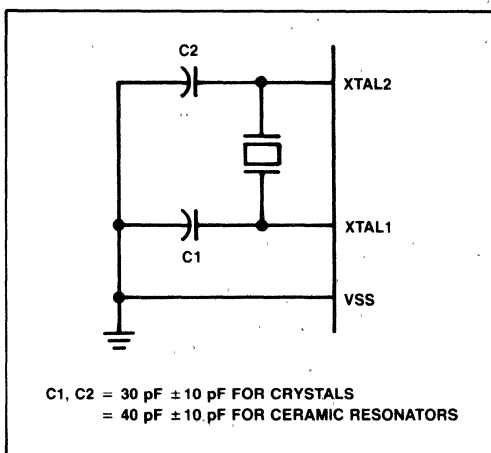 C2
XTAL2
XTAL1
C1
VSS
C1, C2 = 30 pF ±10 pF FOR CRYSTALS
= 40 pF ±10 pF FOR CERAMIC RESONATORS